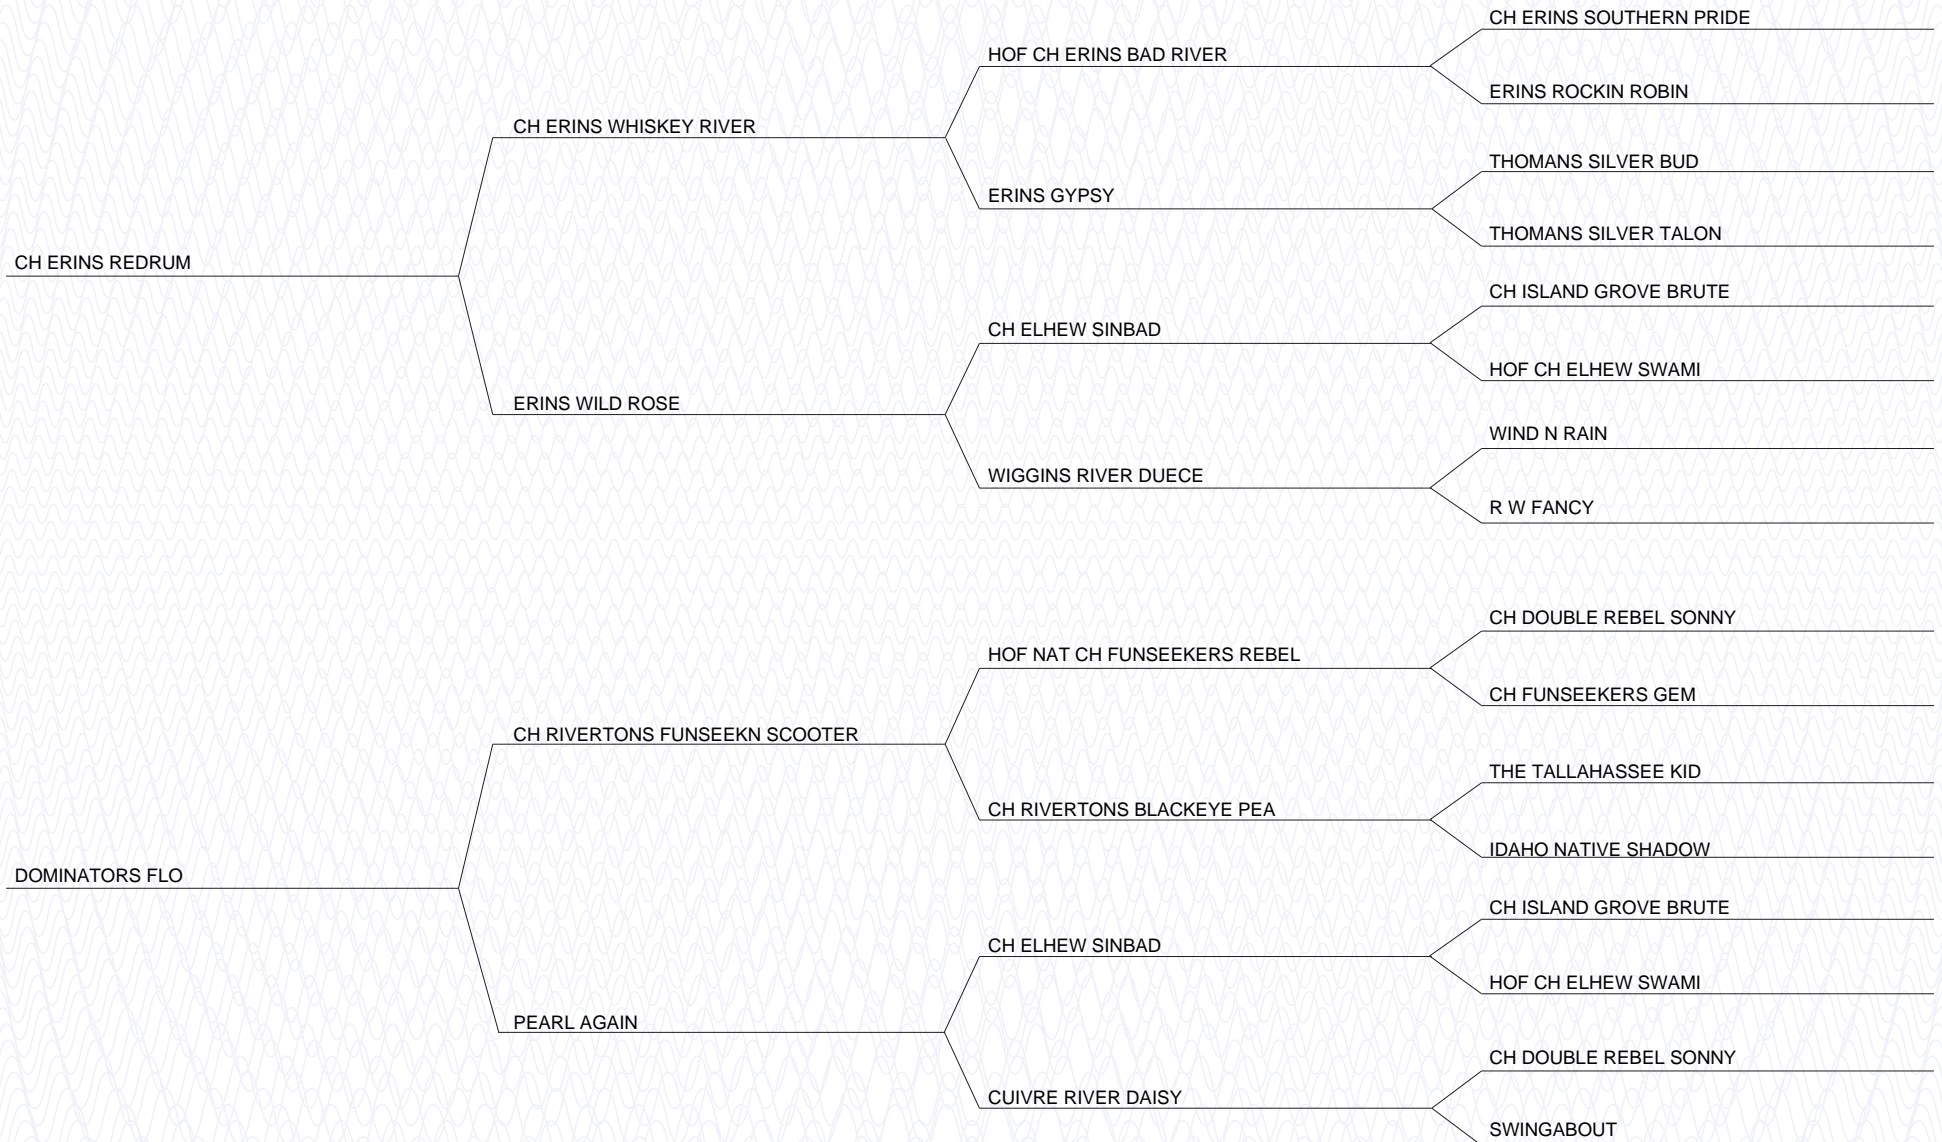 CH ERINS SOUTHERN PRIDE
HOF CH ERINS BAD RIVER
ERINS ROCKIN ROBIN
CH ERINS WHISKEY RIVER
THOMANS SILVER BUD
ERINS GYPSY
THOMANS SILVER TALON
CH ERINS REDRUM
CH ISLAND GROVE BRUTE
CH ELHEW SINBAD
HOF CH ELHEW SWAMI
ERINS WILD ROSE
WIND N RAIN
WIGGINS RIVER DUECE
R W FANCY
CH DOUBLE REBEL SONNY
HOF NAT CH FUNSEEKERS REBEL
CH FUNSEEKERS GEM
CH RIVERTONS FUNSEEKN SCOOTER
THE TALLAHASSEE KID
CH RIVERTONS BLACKEYE PEA
IDAHO NATIVE SHADOW
DOMINATORS FLO
CH ISLAND GROVE BRUTE
CH ELHEW SINBAD
HOF CH ELHEW SWAMI
PEARL AGAIN
CH DOUBLE REBEL SONNY
CUIVRE RIVER DAISY
SWINGABOUT